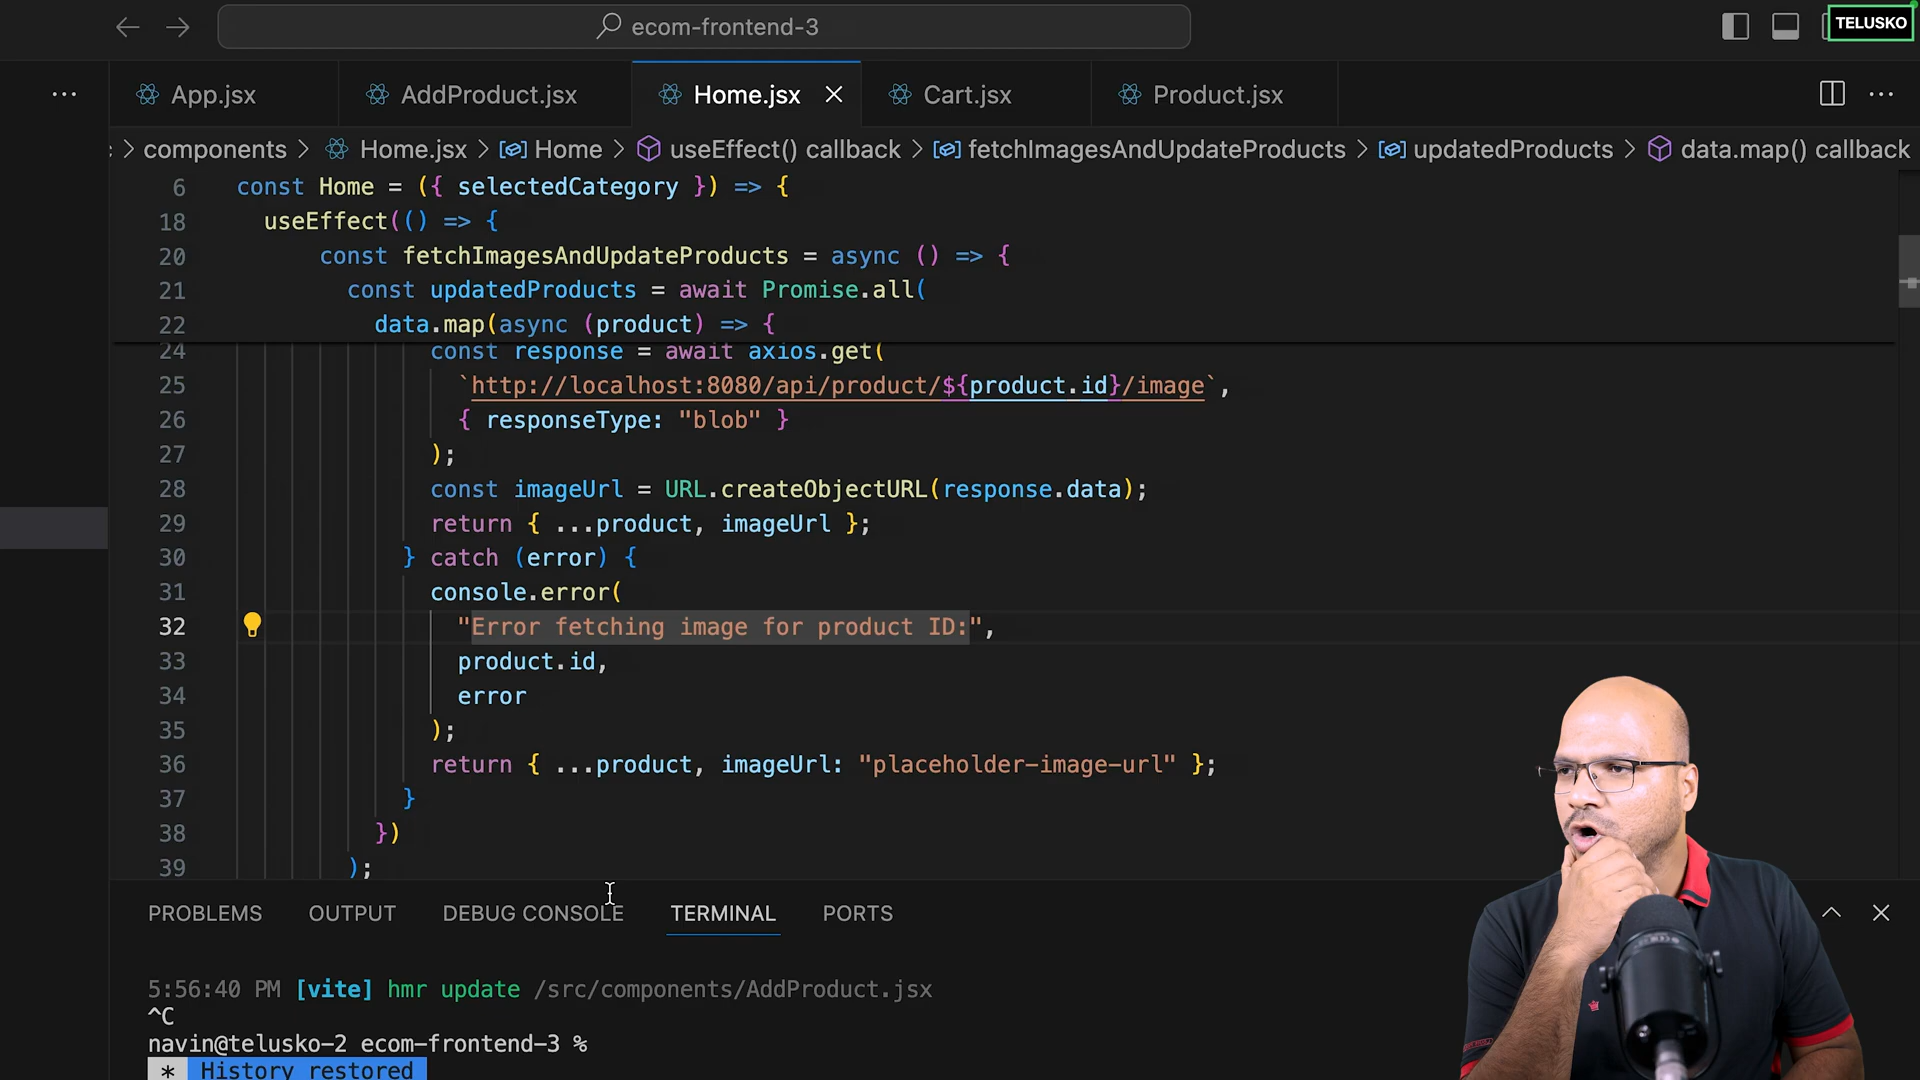 ecom-frontend-3
TELUSKO
App.jsx
AddProduct.jsx
Home.jsx
Cart.jsx
Product.jsx
components > Home.jsx > Home > useEffect() callback > fetchImagesAndUpdateProducts > updatedProducts > data.map() callback
6 const Home = ({ selectedCategory }) => {
18 useEffect(() => {
20 const fetchImagesAndUpdateProducts = async () => {
21 const updatedProducts = await Promise.all(
22 data.map(async (product) => {
24 const response = await axios.get(
25 `http://localhost:8080/api/product/${product.id}/image`,
26 { responseType: "blob" }
27 );
28 const imageUrl = URL.createObjectURL(response.data);
29 return { ...product, imageUrl };
30 } catch (error) {
31 console.error(
32 "Error fetching image for product ID:",
33 product.id,
34 error
35 );
36 return { ...product, imageUrl: "placeholder-image-url" };
37 }
38 })
39 );
PROBLEMS OUTPUT DEBUG CONSOLE TERMINAL PORTS
5:56:40 PM [vite] hmr update /src/components/AddProduct.jsx
^C
navin@telusko-2 ecom-frontend-3 %
* History restored